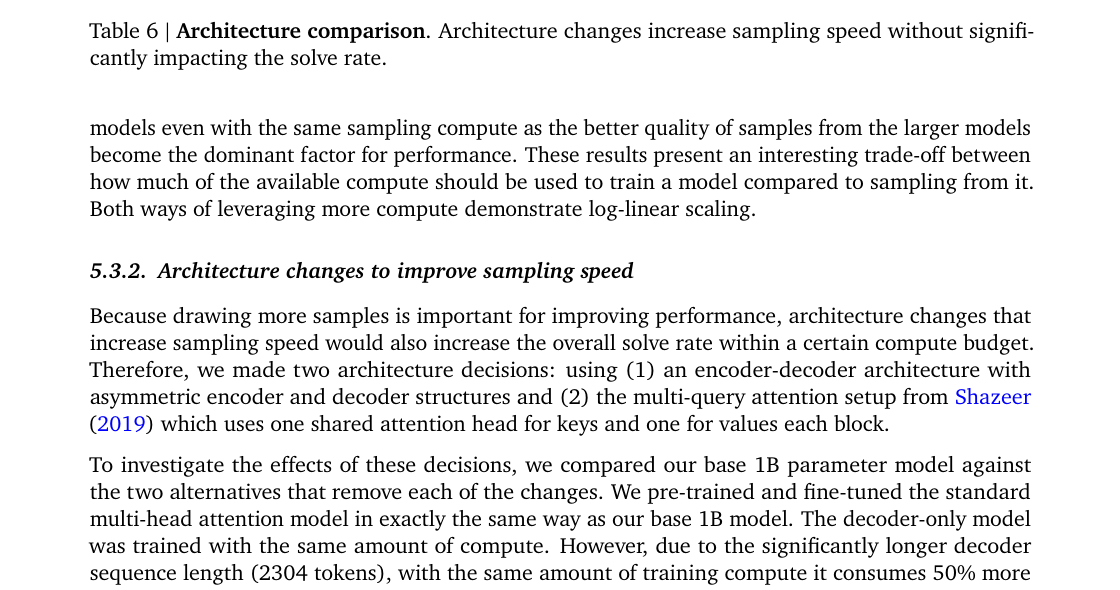 Table 6 | Architecture comparison. Architecture changes increase sampling speed without signifi-
cantly impacting the solve rate.
models even with the same sampling compute as the better quality of samples from the larger models
become the dominant factor for performance. These results present an interesting trade-off between
how much of the available compute should be used to train a model compared to sampling from it.
Both ways of leveraging more compute demonstrate log-linear scaling.
5.3.2. Architecture changes to improve sampling speed
Because drawing more samples is important for improving performance, architecture changes that
increase sampling speed would also increase the overall solve rate within a certain compute budget.
Therefore, we made two architecture decisions: using (1) an encoder-decoder architecture with
asymmetric encoder and decoder structures and (2) the multi-query attention setup from Shazeer
(2019) which uses one shared attention head for keys and one for values each block.
To investigate the effects of these decisions, we compared our base 1B parameter model against
the two alternatives that remove each of the changes. We pre-trained and fine-tuned the standard
multi-head attention model in exactly the same way as our base 1B model. The decoder-only model
was trained with the same amount of compute. However, due to the significantly longer decoder
sequence length (2304 tokens), with the same amount of training compute it consumes 50% more